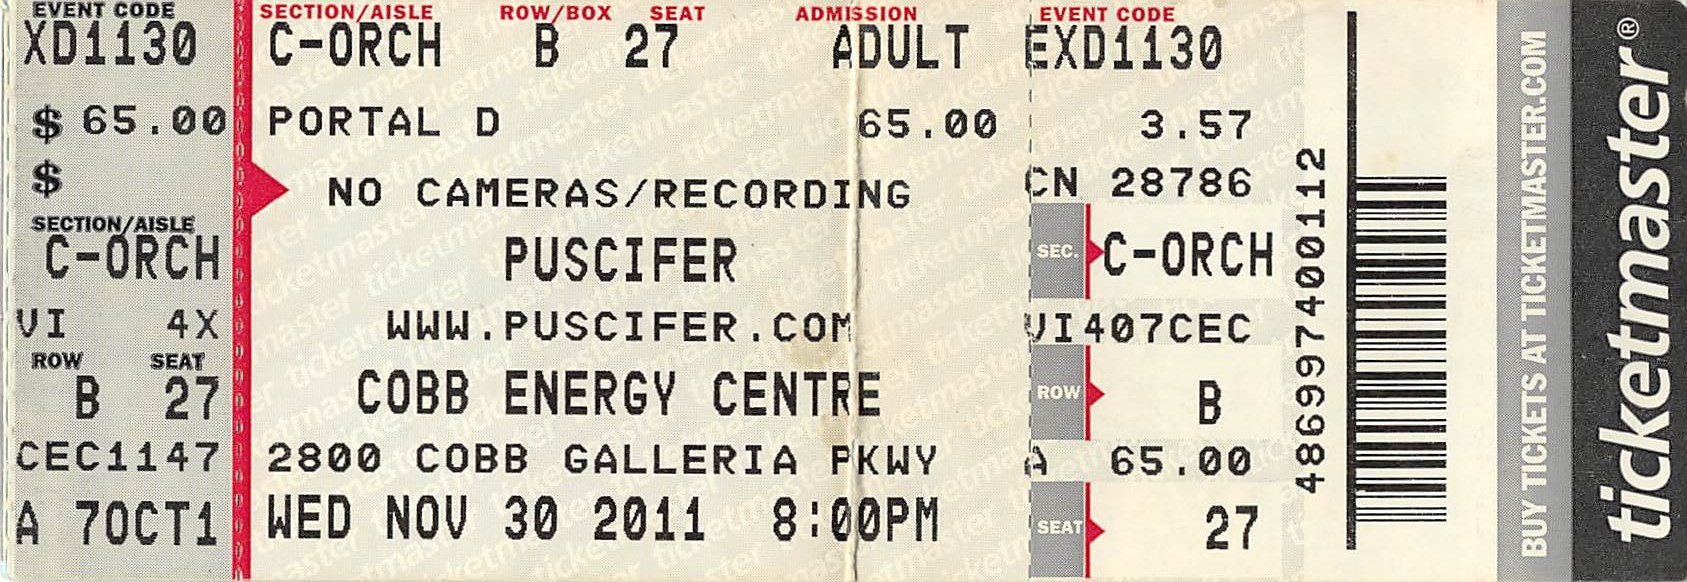 EVENT CODE
XD1130
$ 65.00
$
SECTION/AISLE
C-ORCH
VI 4X
ROW SEAT
B 27
CEC1147
A 7OCT1
SECTION/AISLE ROW/BOX SEAT ADMISSION
C-ORCH B 27 ADULT
PORTAL D 65.00
NO CAMERAS/RECORDING
PUSCIFER
WWW.PUSCIFER.COM
COBB ENERGY CENTRE
2800 COBB GALLERIA PKWY
WED NOV 30 2011 8:00PM
EVENT CODE
EXD1130
3.57
CN 28786
SEC. C-ORCH
VI407CEC
ROW B
A 65.00
SEAT 27
486997400112
BUY TICKETS AT TICKETMASTER.COM
ticketmaster®